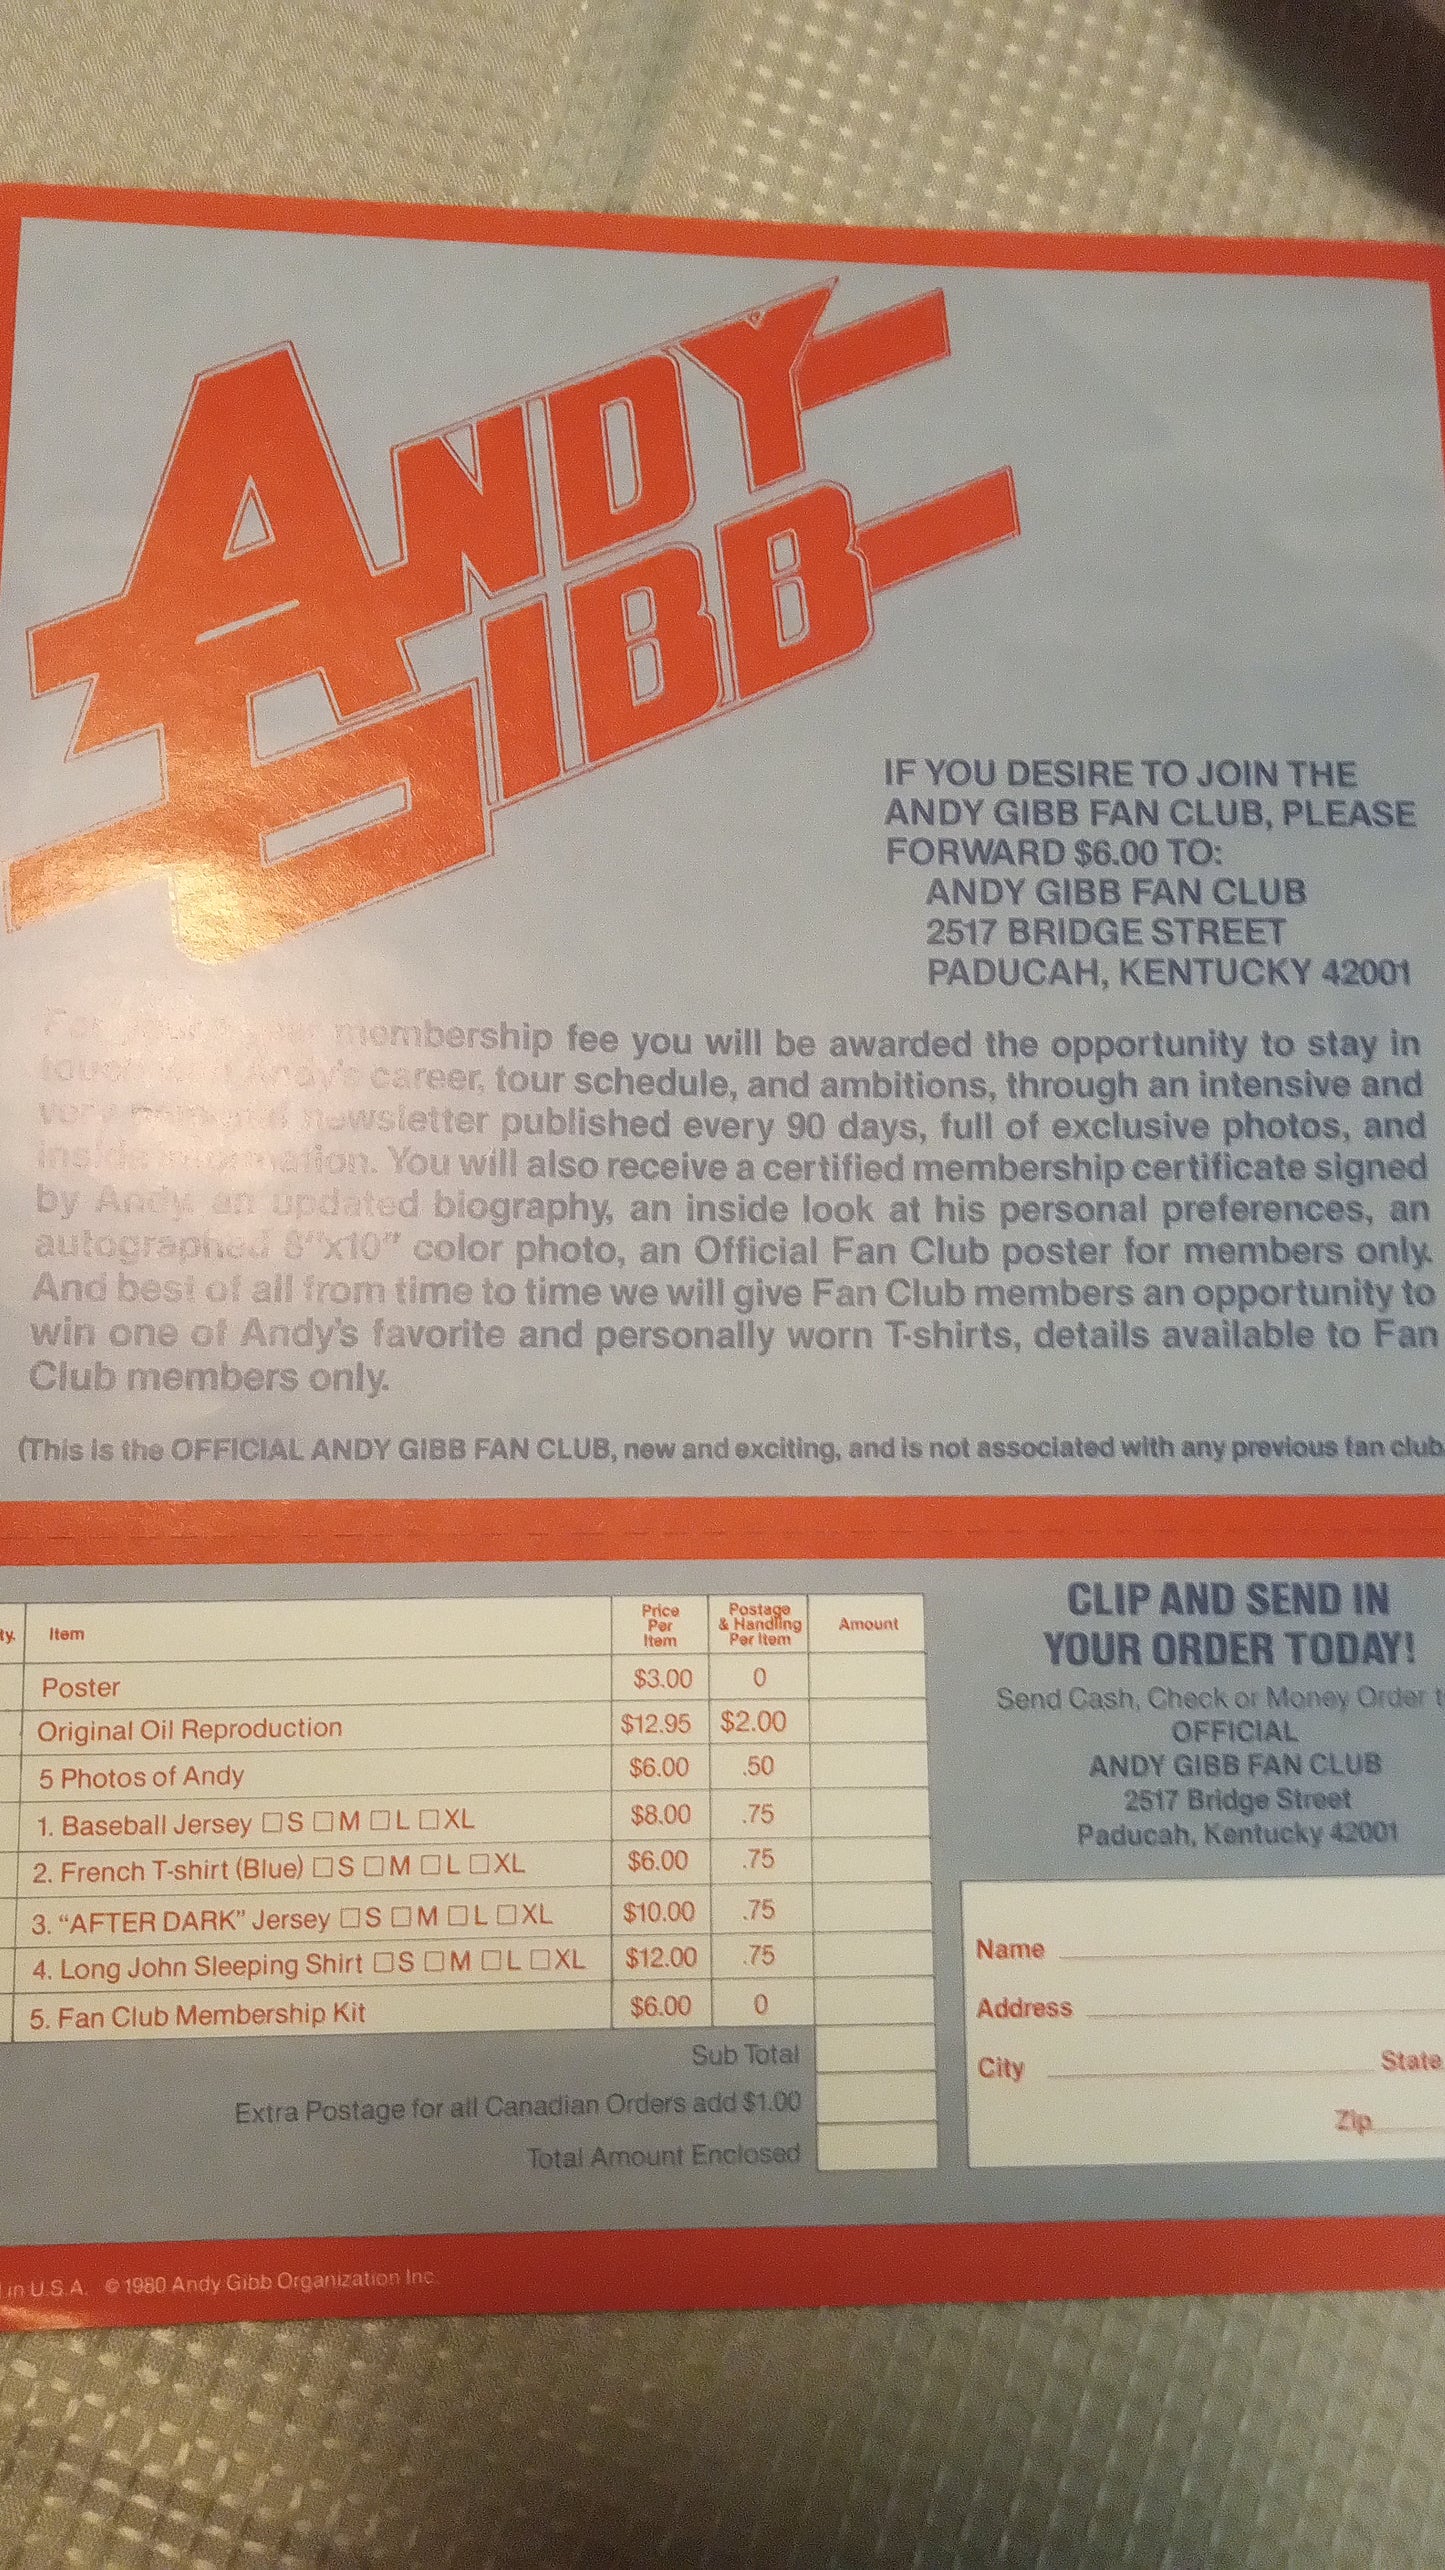 ANDY
GIBB
IF YOU DESIRE TO JOIN THE
ANDY GIBB FAN CLUB, PLEASE
FORWARD $6.00 TO:
ANDY GIBB FAN CLUB
2517 BRIDGE STREET
PADUCAH, KENTUCKY 42001
membership fee you will be awarded the opportunity to stay in
Andy's career, tour schedule, and ambitions, through an intensive and
newsletter published every 90 days, full of exclusive photos, and
inside information. You will also receive a certified membership certificate signed
by Andy, an updated biography, an inside look at his personal preferences, an
autographed 8"x10" color photo, an Official Fan Club poster for members only.
And best of all from time to time we will give Fan Club members an opportunity to
win one of Andy's favorite and personally worn T-shirts, details available to Fan
Club members only.
(This is the OFFICIAL ANDY GIBB FAN CLUB, new and exciting, and is not associated with any previous fan club
ty. Item Price Per Item Postage & Handling Per Item Amount
Poster $3.00 0
Original Oil Reproduction $12.95 $2.00
5 Photos of Andy $6.00 .50
1. Baseball Jersey □S □M □L □XL $8.00 .75
2. French T-shirt (Blue) □S □M □L □XL $6.00 .75
3. "AFTER DARK" Jersey □S □M □L □XL $10.00 .75
4. Long John Sleeping Shirt □S □M □L □XL $12.00 .75
5. Fan Club Membership Kit $6.00 0
Sub Total
Extra Postage for all Canadian Orders add $1.00
Total Amount Enclosed
CLIP AND SEND IN
YOUR ORDER TODAY!
Send Cash, Check or Money Order t
OFFICIAL
ANDY GIBB FAN CLUB
2517 Bridge Street
Paducah, Kentucky 42001
Name
Address
City State
Zip
in U.S.A. © 1980 Andy Gibb Organization Inc.